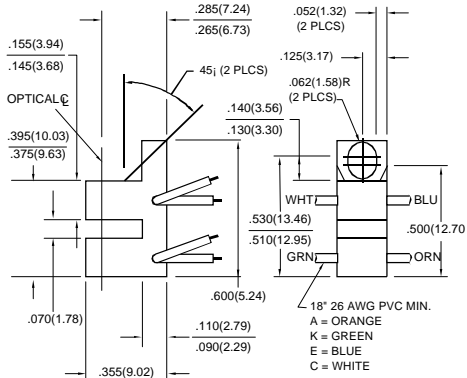 .285(7.24)
.265(6.73)
.052(1.32)
(2 PLCS)
.155(3.94)
.145(3.68)
.125(3.17)
45¡ (2 PLCS)
.062(1.58)R
(2 PLCS)
OPTICAL ℄
.140(3.56)
.130(3.30)
.395(10.03)
.375(9.63)
WHT
BLU
.530(13.46)
.510(12.95)
.500(12.70
GRN
ORN
.600(5.24)
.070(1.78)
.110(2.79)
.090(2.29)
18" 26 AWG PVC MIN.
A = ORANGE
K = GREEN
E = BLUE
C = WHITE
.355(9.02)